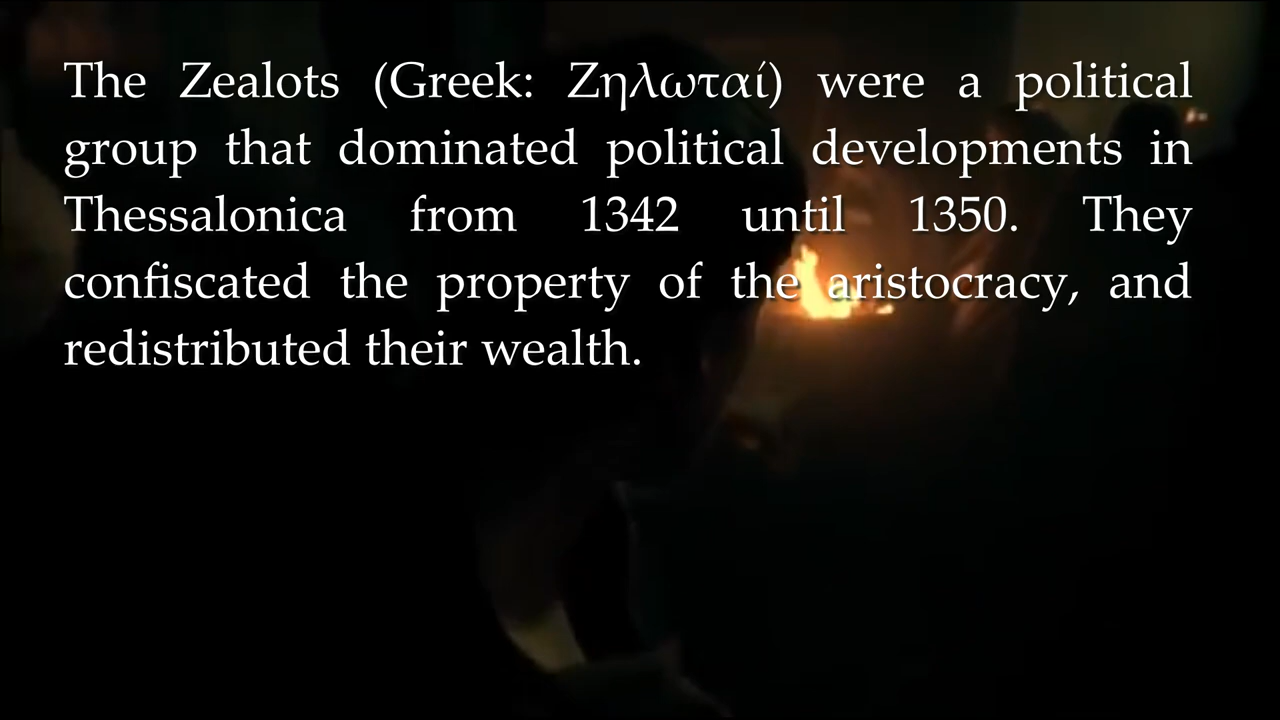 The Zealots (Greek: Ζηλωταί) were a political
group that dominated political developments in
Thessalonica from 1342 until 1350. They
confiscated the property of the aristocracy, and
redistributed their wealth.